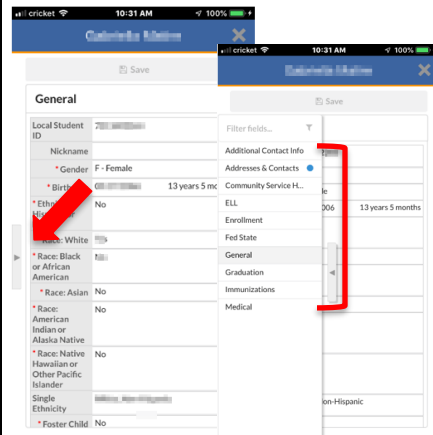 cricket 10:31 AM 100%
Save
General
Local Student
ID
Nickname
* Gender F - Female
13 years 5 mo
* Ethni
No
Race: White
* Race: Black
or African
American
* Race: Asian No
* Race:
American
Indian or
Alaska Native
No
* Race: Native
Hawaiian or
Other Pacific
Islander
No
Single
Ethnicity
* Foster Child No
cricket 10:31 AM 100%
Save
Filter fields...
Additional Contact Info
Addresses & Contacts
Community Service H...
ELL
Enrollment
Fed State
General
Graduation
Immunizations
Medical
006 13 years 5 months
on-Hispanic